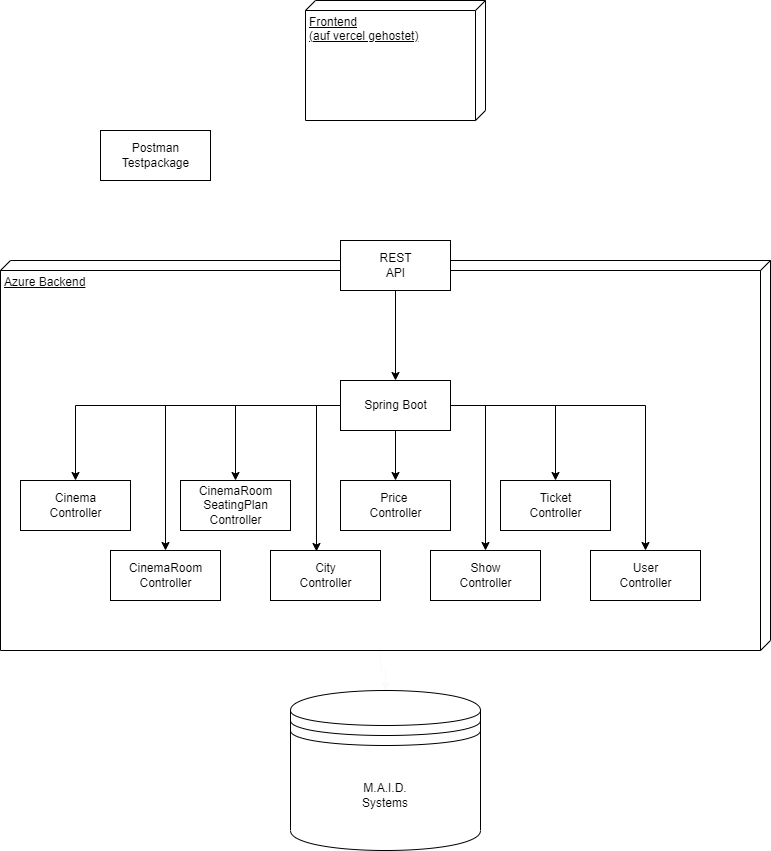 Frontend
(auf vercel gehostet)
Postman
Testpackage
REST
API
Azure Backend
Spring Boot
Cinema
Controller
CinemaRoom
SeatingPlan
Controller
Price
Controller
Ticket
Controller
CinemaRoom
Controller
City
Controller
Show
Controller
User
Controller
M.A.I.D.
Systems